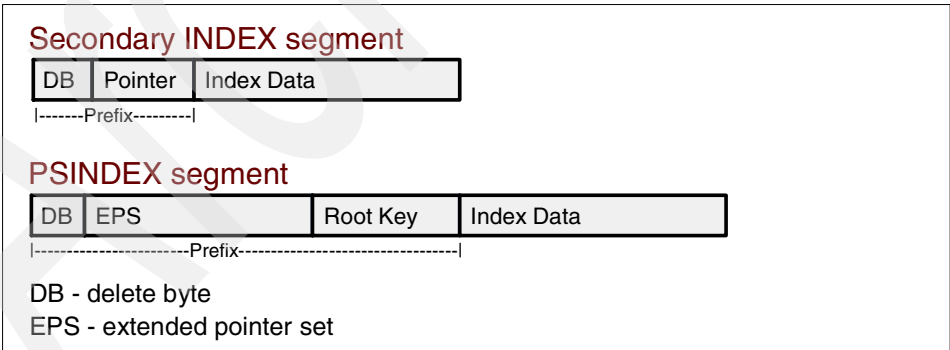 Secondary INDEX segment
DB Pointer Index Data
|-------Prefix---------|
PSINDEX segment
DB EPS Root Key Index Data
|-----------------------Prefix---------------------------------|
DB - delete byte
EPS - extended pointer set